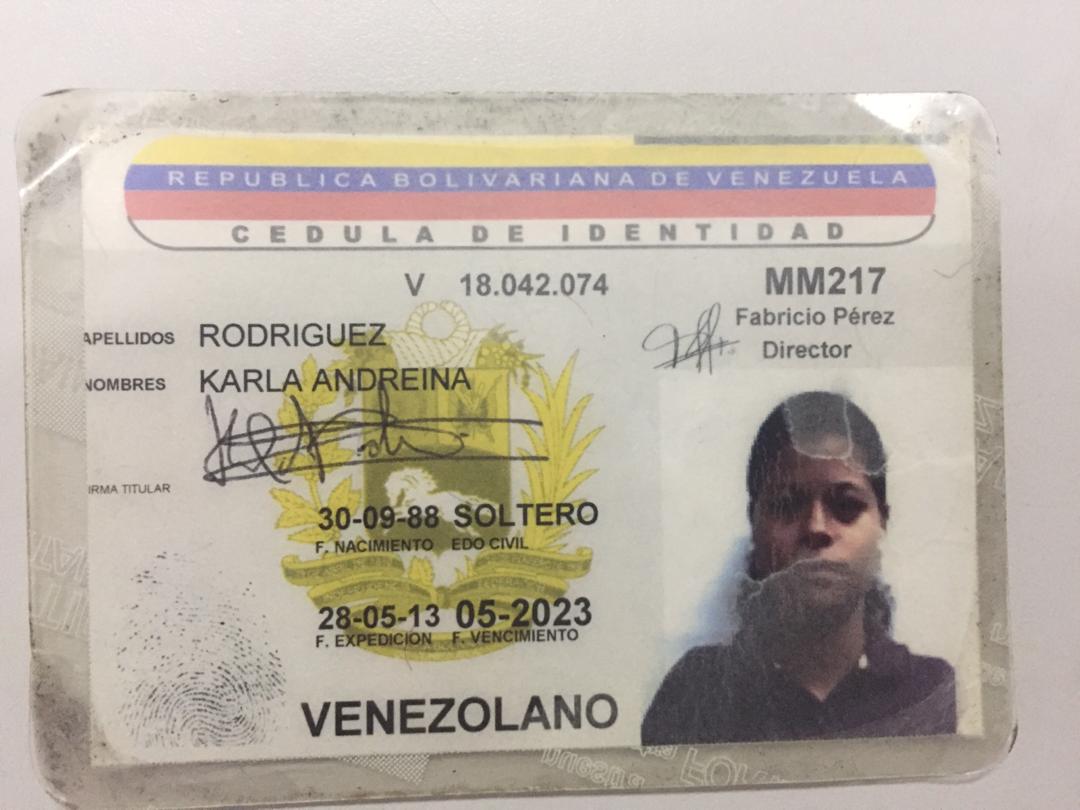 REPUBLICA BOLIVARIANA DE VENEZUELA
CEDULA DE IDENTIDAD
V 18.042.074
MM217
Fabricio Pérez
Director
APELLIDOS RODRIGUEZ
NOMBRES KARLA ANDREINA
IRMA TITULAR
30-09-88 SOLTERO
F. NACIMIENTO EDO CIVIL
28-05-13 05-2023
F. EXPEDICION F. VENCIMIENTO
VENEZOLANO